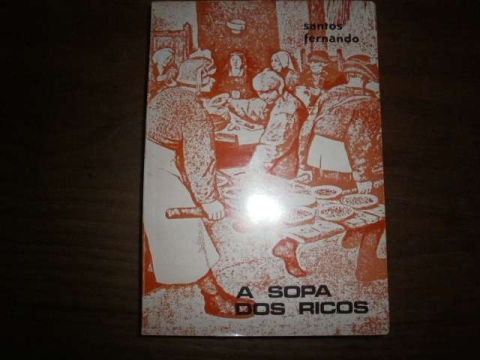 santos
fernando
A SOPA
DOS RICOS